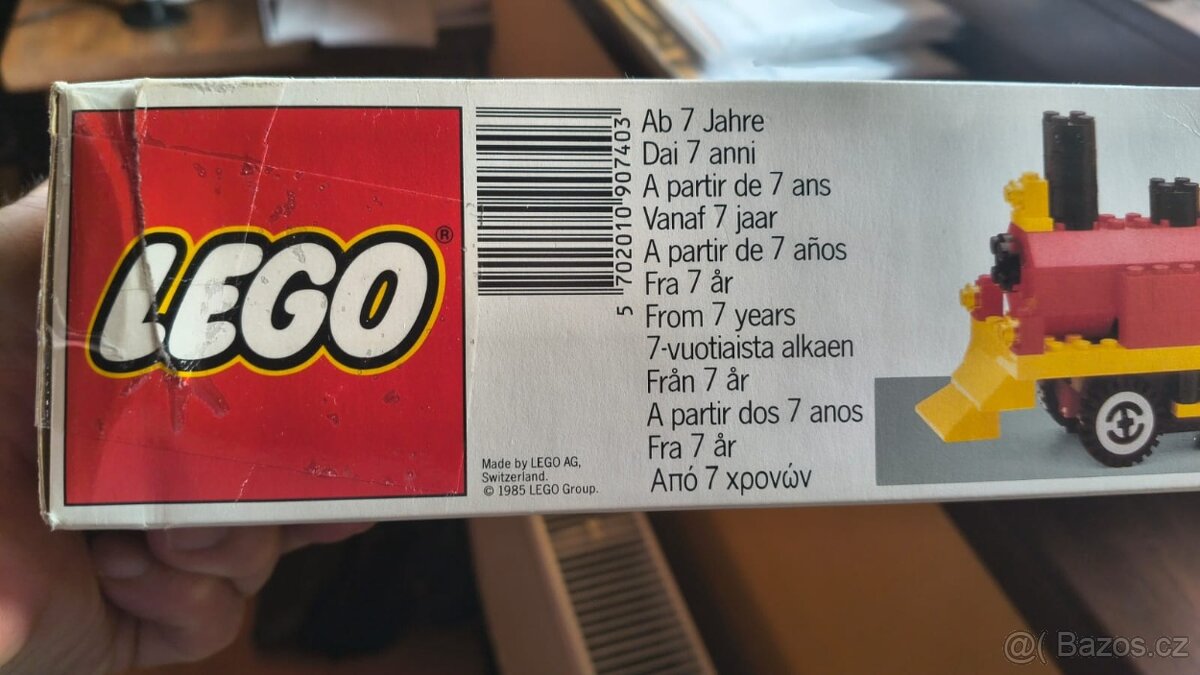 LEGO®
5 702010 907403
Ab 7 Jahre
Dai 7 anni
A partir de 7 ans
Vanaf 7 jaar
A partir de 7 años
Fra 7 år
From 7 years
7-vuotiaista alkaen
Från 7 år
A partir dos 7 anos
Fra 7 år
Από 7 χρονών
Made by LEGO AG,
Switzerland.
© 1985 LEGO Group.
@( Bazos.cz